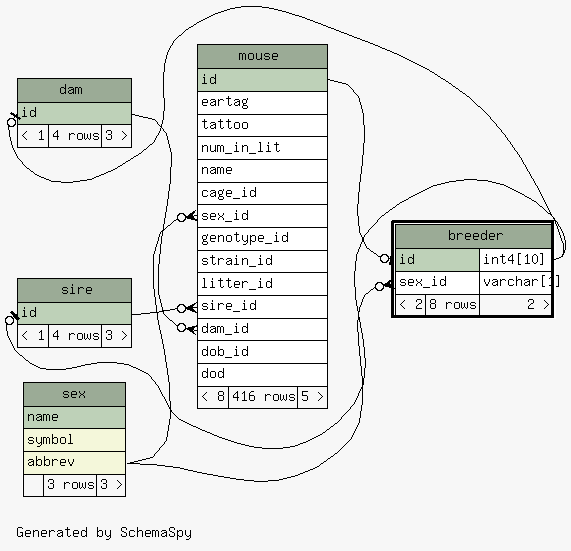 dam
id
< 1 4 rows 3 >
sire
id
< 1 4 rows 3 >
sex
name
symbol
abbrev
3 rows 3 >
mouse
id
eartag
tattoo
num_in_lit
name
cage_id
sex_id
genotype_id
strain_id
litter_id
sire_id
dam_id
dob_id
dod
< 8 416 rows 5 >
breeder
id int4[10]
sex_id varchar[1]
< 2 8 rows 2 >
Generated by SchemaSpy